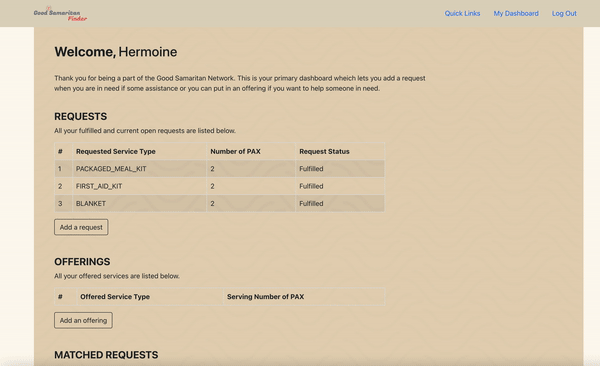 Good Samaritan
Finder
Quick Links My Dashboard Log Out
Welcome, Hermoine
Thank you for being a part of the Good Samaritan Network. This is your primary dashboard wheich lets you add a request
when you are in need if some assistance or you can put in an offering if you want to help someone in need.
REQUESTS
All your fulfilled and current open requests are listed below.
# Requested Service Type Number of PAX Request Status
1 PACKAGED_MEAL_KIT 2 Fulfilled
2 FIRST_AID_KIT 2 Fulfilled
3 BLANKET 2 Fulfilled
Add a request
OFFERINGS
All your offered services are listed below.
# Offered Service Type Serving Number of PAX
Add an offering
MATCHED REQUESTS